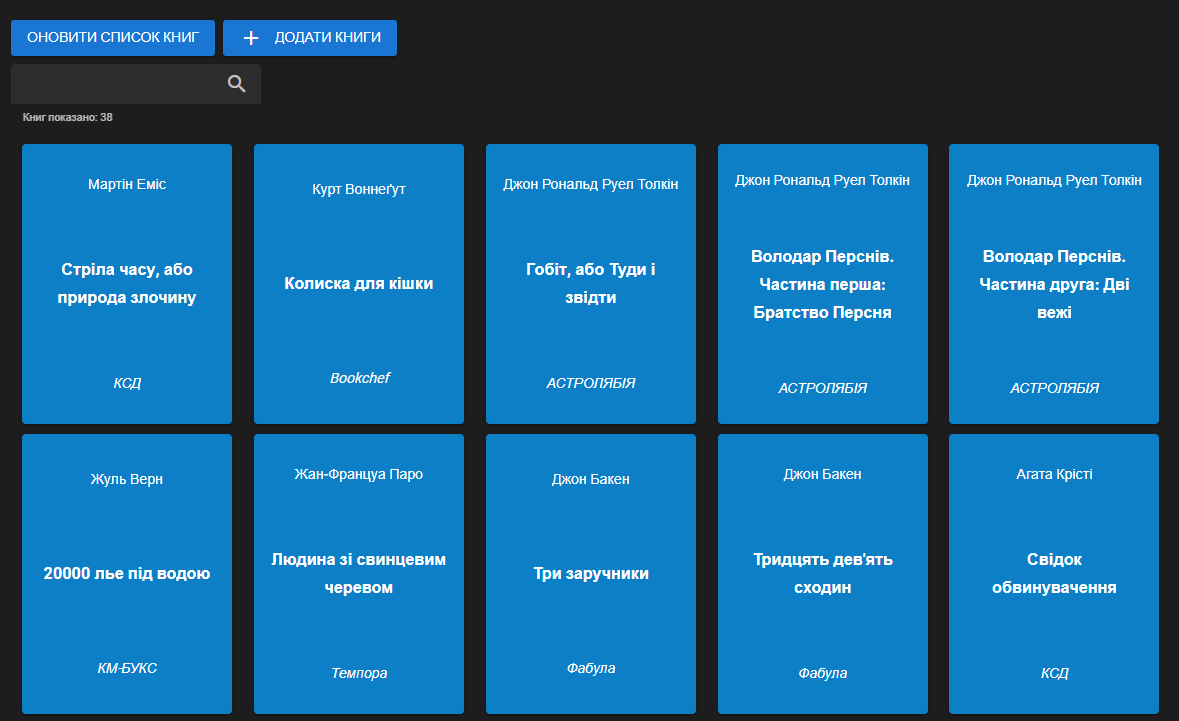 ОНОВИТИ СПИСОК КНИГ
ДОДАТИ КНИГИ
Книг показано: 38
Мартін Еміс
Стріла часу, або
природа злочину
КСД
Курт Воннеґут
Колиска для кішки
Bookchef
Джон Рональд Руел Толкін
Гобіт, або Туди і
звідти
АСТРОЛЯБІЯ
Джон Рональд Руел Толкін
Володар Перснів.
Частина перша:
Братство Персня
АСТРОЛЯБІЯ
Джон Рональд Руел Толкін
Володар Перснів.
Частина друга: Дві
вежі
АСТРОЛЯБІЯ
Жуль Верн
20000 лье під водою
КМ-БУКС
Жан-Француа Паро
Людина зі свинцевим
черевом
Темпора
Джон Бакен
Три заручники
Фабула
Джон Бакен
Тридцять дев'ять
сходин
Фабула
Агата Крісті
Свідок
обвинувачення
КСД